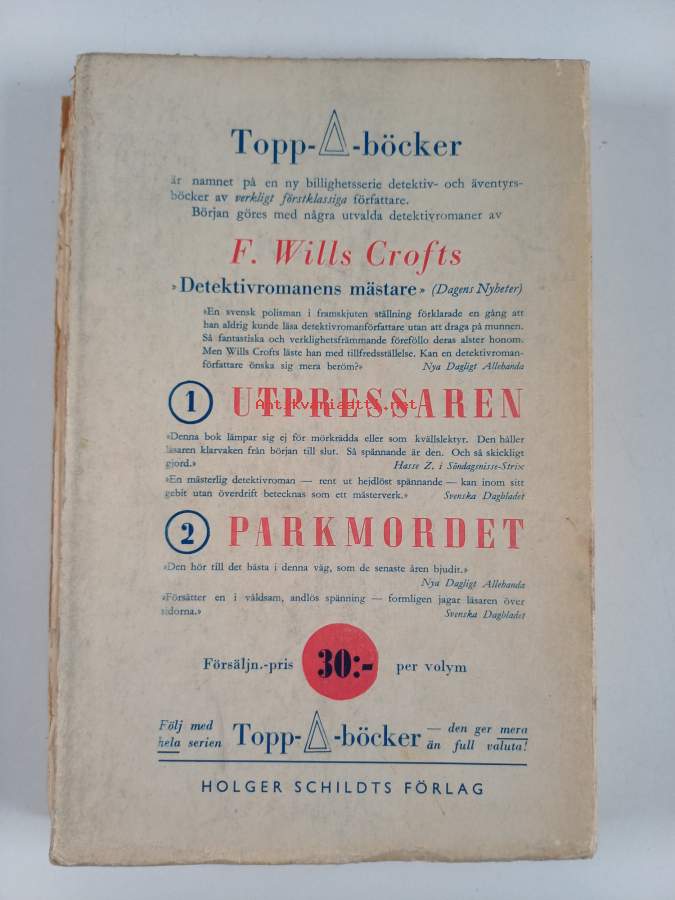 Topp-Δ-böcker
är namnet på en ny billighetsserie detektiv- och äventyrs-
böcker av verkligt förstklassiga författare.
Början göres med några utvalda detektivromaner av
F. Wills Crofts
»Detektivromanens mästare» (Dagens Nyheter)
»En svensk polisman i framskjuten ställning förklarade en gång att
han aldrig kunde läsa detektivromanförfattare utan att draga på munnen.
Så fantastiska och verklighetsfrämmande föreföllo deras alster honom.
Men Wills Crofts läste han med tillfredsställelse. Kan en detektivroman-
författare önska sig mera beröm?» Nya Dagligt Allehanda
1 UTPRESSAREN
Antikvariaatti.net
»Denna bok lämpar sig ej för mörkrädda eller som kvällslektyr. Den håller
läsaren klarvaken från början till slut. Så spännande är den. Och så skickligt
gjord.» Hasse Z. i Söndagsnisse-Strix
»En mästerlig detektivroman — rent ut hejdlöst spännande — kan inom sitt
gebit utan överdrift betecknas som ett mästerverk.» Svenska Dagbladet
2 PARKMORDET
»Den hör till det bästa i denna väg, som de senaste åren bjudit.»
Nya Dagligt Allehanda
»Försätter en i våldsam, andlös spänning — formligen jagar läsaren över
sidorna.» Svenska Dagbladet
Försäljn.-pris 30:- per volym
Följ med
hela serien Topp-Δ-böcker — den ger mera
än full valuta!
HOLGER SCHILDTS FÖRLAG